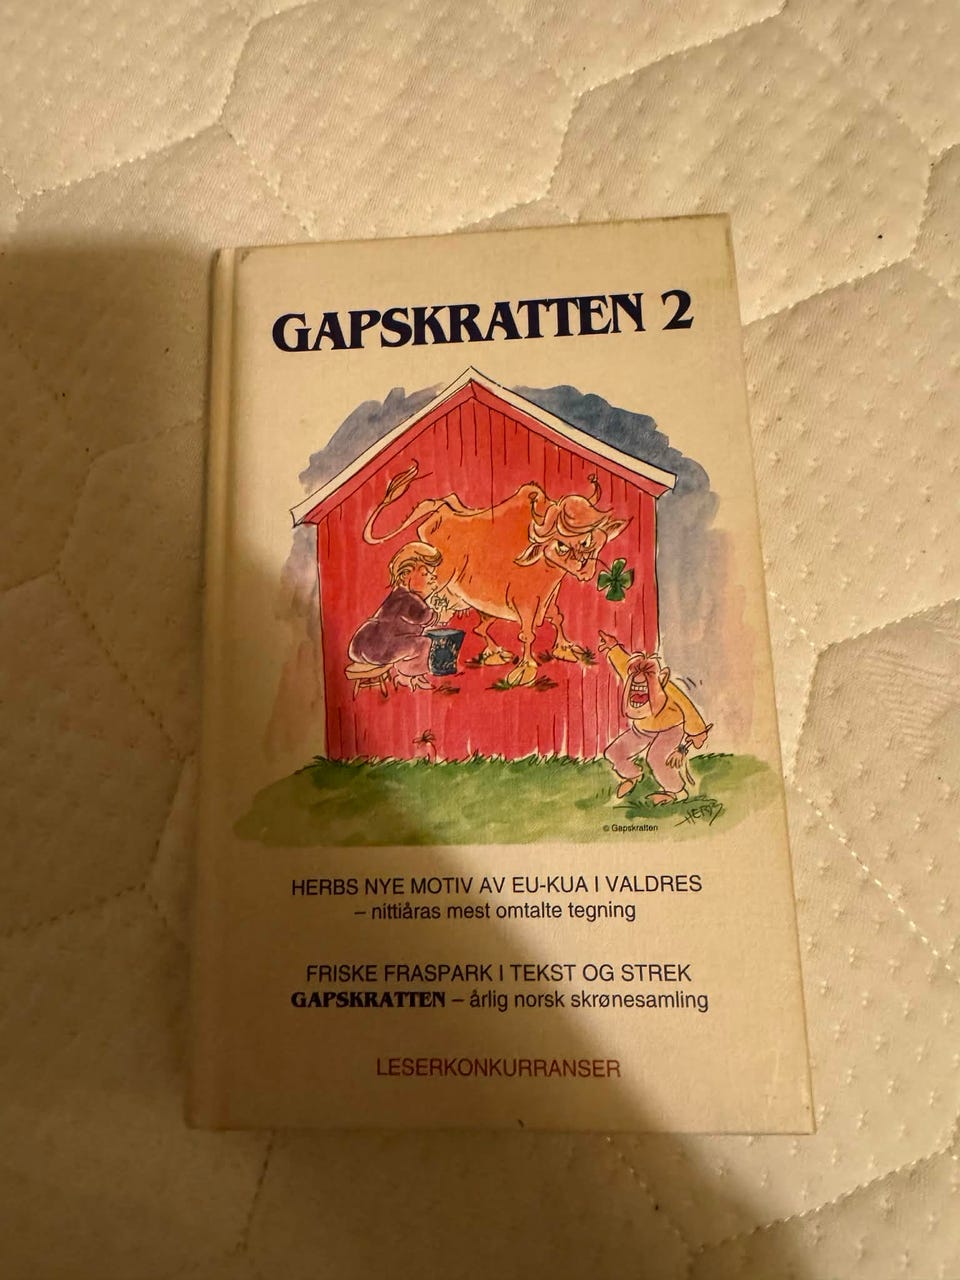 GAPSKRATTEN 2
© Gapskratten
HERB
HERBS NYE MOTIV AV EU-KUA I VALDRES
– nittiåras mest omtalte tegning
FRISKE FRASPARK I TEKST OG STREK
GAPSKRATTEN – årlig norsk skrønesamling
LESERKONKURRANSER